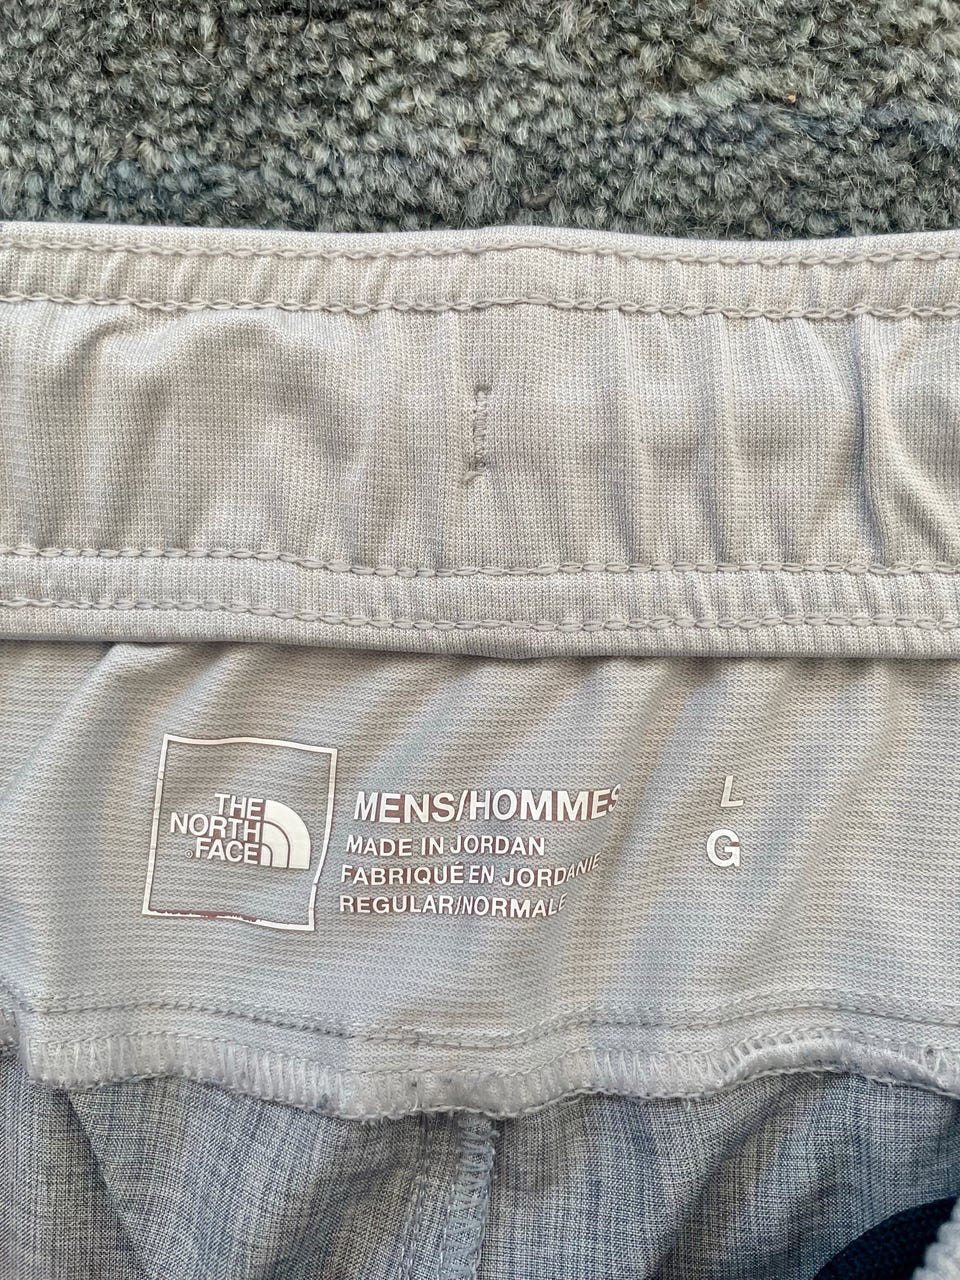 THE
NORTH
FACE
MENS/HOMMES
MADE IN JORDAN
FABRIQUÉ EN JORDANIE
REGULAR/NORMALE
L
G